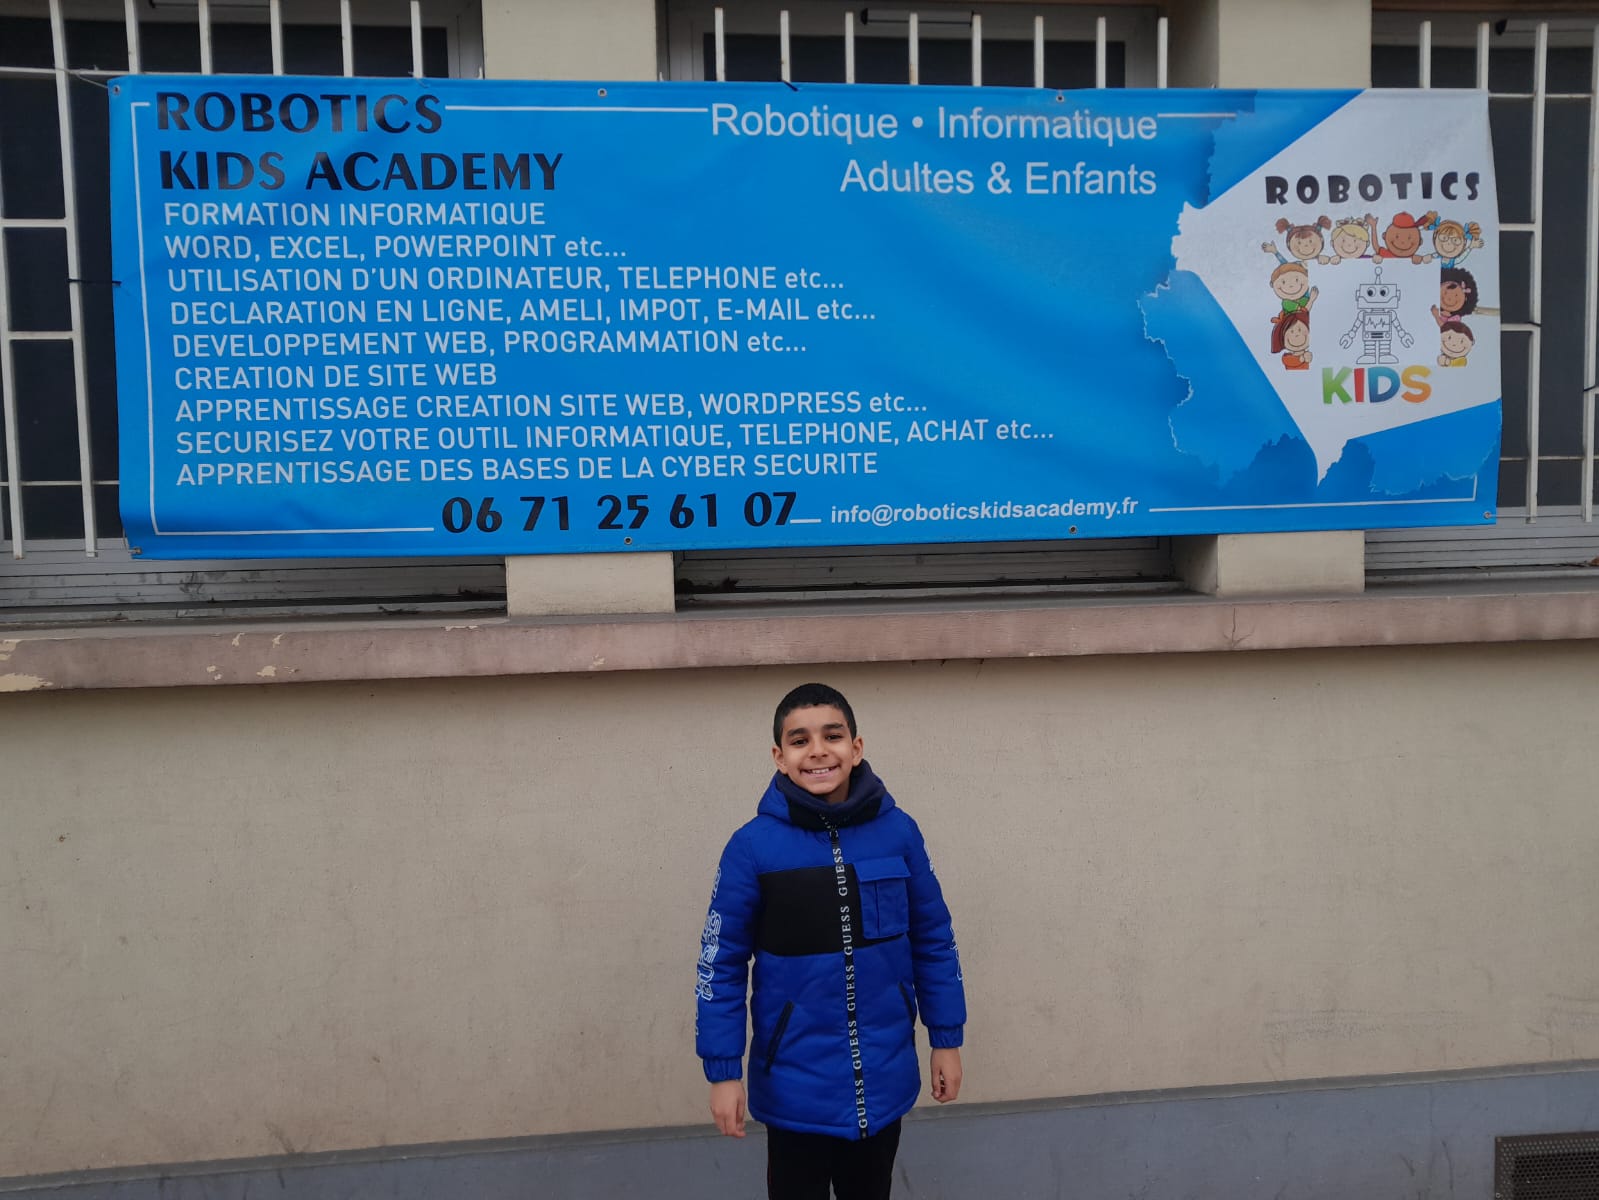 ROBOTICS
KIDS ACADEMY
Robotique • Informatique
Adultes & Enfants
FORMATION INFORMATIQUE
WORD, EXCEL, POWERPOINT etc...
UTILISATION D'UN ORDINATEUR, TELEPHONE etc...
DECLARATION EN LIGNE, AMELI, IMPOT, E-MAIL etc...
DEVELOPPEMENT WEB, PROGRAMMATION etc...
CREATION DE SITE WEB
APPRENTISSAGE CREATION SITE WEB, WORDPRESS etc...
SECURISEZ VOTRE OUTIL INFORMATIQUE, TELEPHONE, ACHAT etc...
APPRENTISSAGE DES BASES DE LA CYBER SECURITE
06 71 25 61 07
info@roboticskidsacademy.fr
ROBOTICS
KIDS
GUESS GUESS GUESS GUESS GUESS